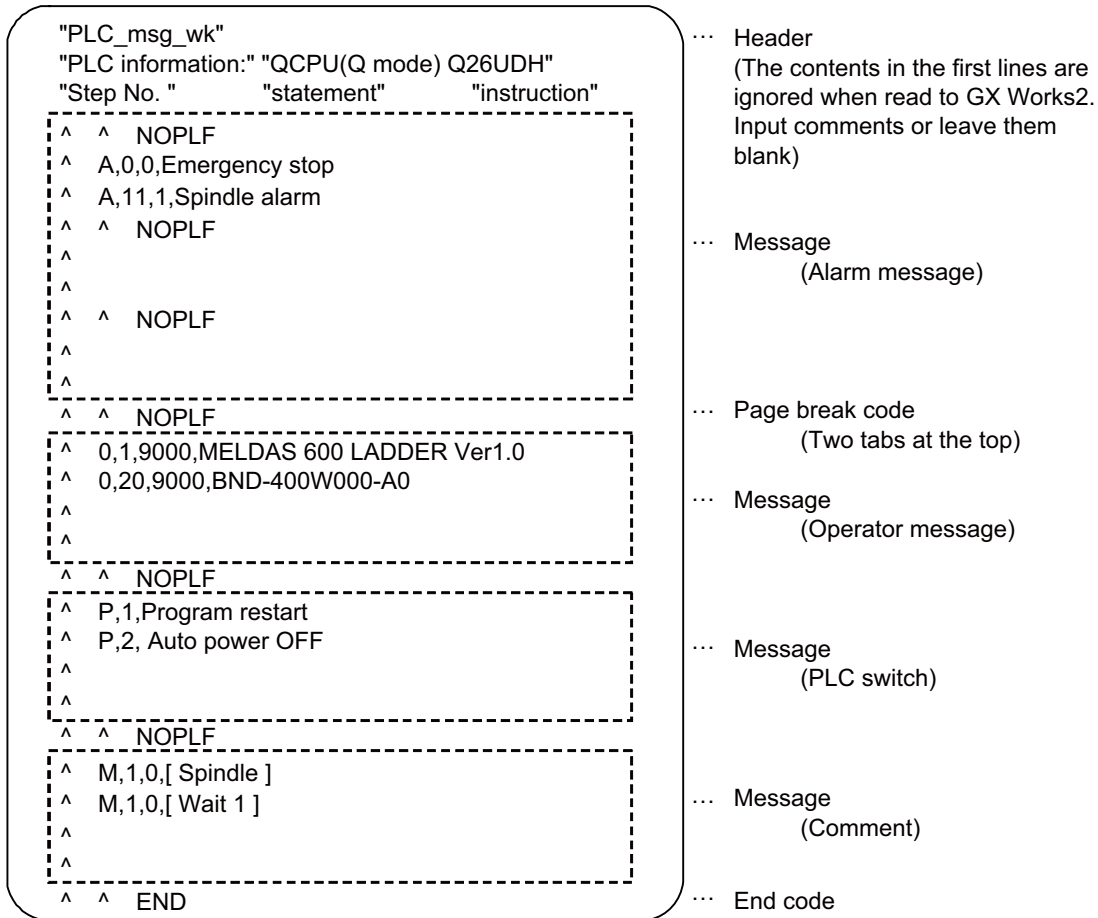 "PLC_msg_wk"
"PLC information:" "QCPU(Q mode) Q26UDH"
"Step No. " "statement" "instruction"
^ ^ NOPLF
^ A,0,0,Emergency stop
^ A,11,1,Spindle alarm
^ ^ NOPLF
^
^
^ ^ NOPLF
^
^
^ ^ NOPLF
^ 0,1,9000,MELDAS 600 LADDER Ver1.0
^ 0,20,9000,BND-400W000-A0
^
^
^ ^ NOPLF
^ P,1,Program restart
^ P,2, Auto power OFF
^
^
^ ^ NOPLF
^ M,1,0,[ Spindle ]
^ M,1,0,[ Wait 1 ]
^
^
^ ^ END
… Header
(The contents in the first lines are
ignored when read to GX Works2.
Input comments or leave them
blank)
… Message
(Alarm message)
… Page break code
(Two tabs at the top)
… Message
(Operator message)
… Message
(PLC switch)
… Message
(Comment)
… End code